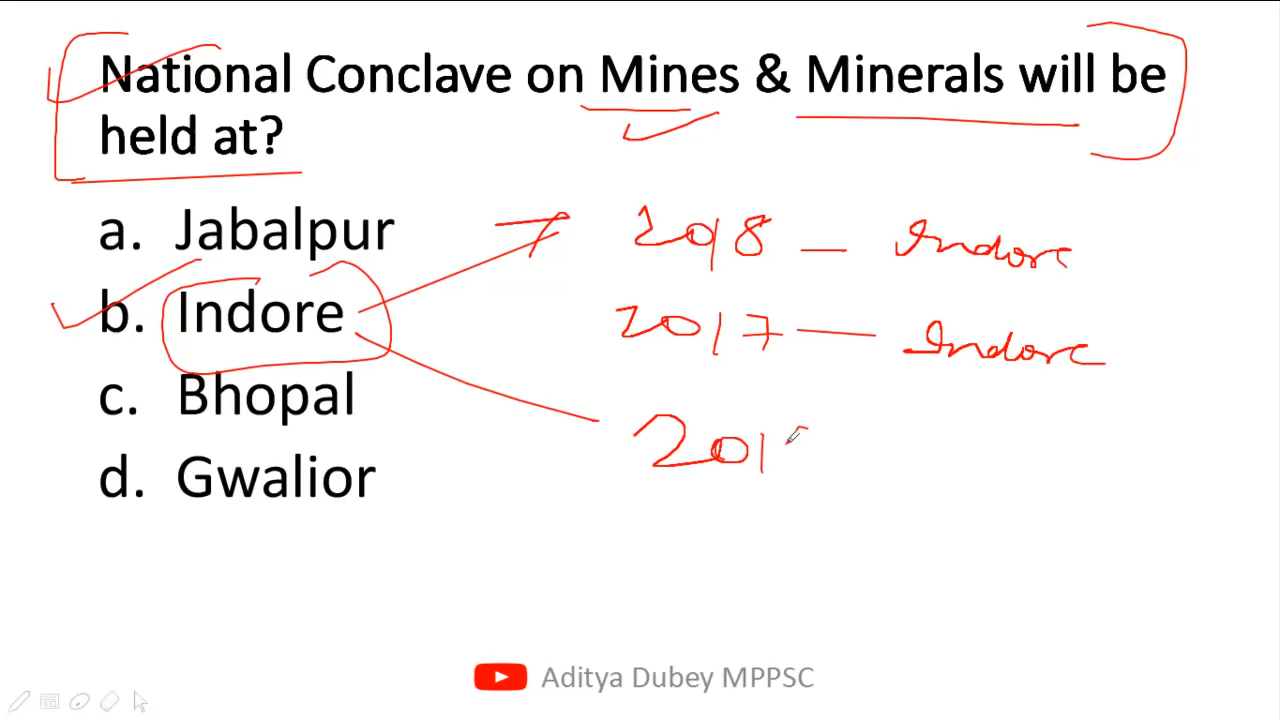 National Conclave on Mines & Minerals will be
held at?
a. Jabalpur
b. Indore
c. Bhopal
d. Gwalior
2018 — Indore
2017 — Indore
201
Aditya Dubey MPPSC